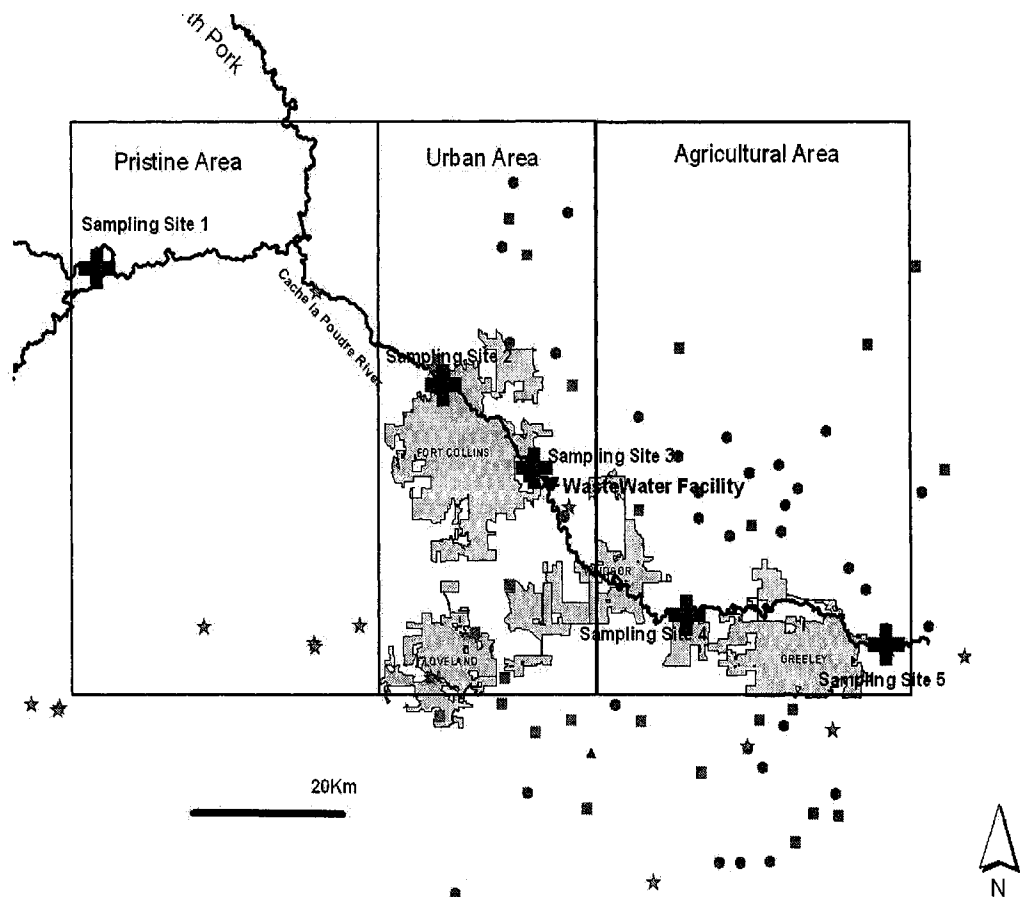 th Pork
Pristine Area
Urban Area
Agricultural Area
Sampling Site 1
Cache la Poudre River
Sampling Site 2
FORT COLLINS
Sampling Site 3
WasteWater Facility
Sampling Site 4
LOVELAND
GREELEY
Sampling Site 5
20Km
N